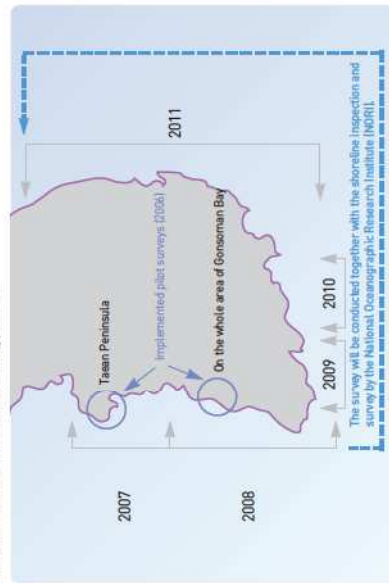 2011
Taean Peninsula
Implemented pilot surveys (2006)
On the whole area of Gonsoman Bay
2007
2008
2009
2010
The survey will be conducted together with the shoreline inspection and
survey by the National Oceanographic Research Institute (NORI).